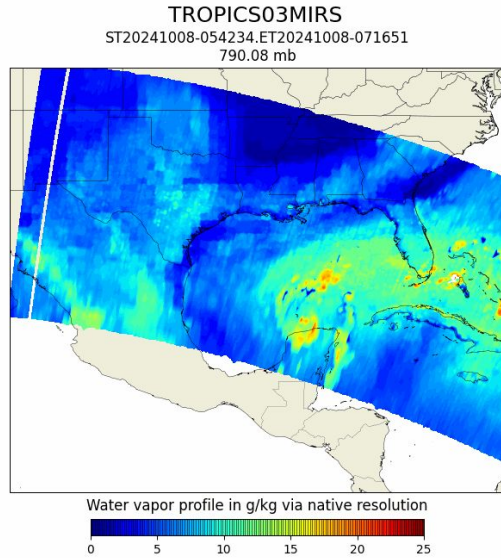 TROPICS03MIRS
ST20241008-054234.ET20241008-071651
790.08 mb
Water vapor profile in g/kg via native resolution
0 5 10 15 20 25